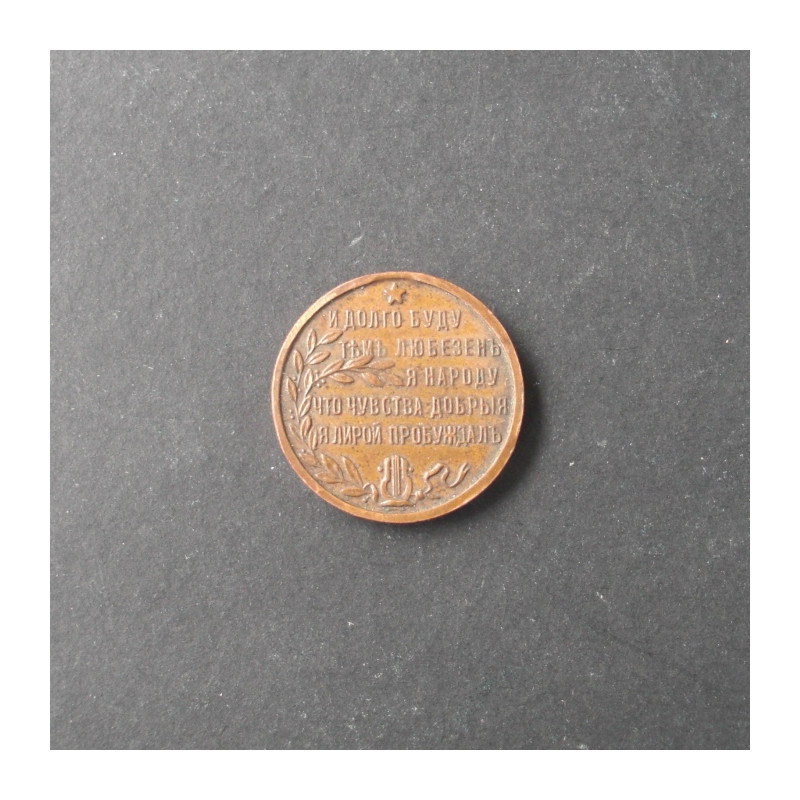 И ДОЛГО БУДУ
ТѢМЪ ЛЮБЕЗЕНЪ
Я НАРОДУ
ЧТО ЧУВСТВА ДОБРЫЯ
Я ЛИРОЙ ПРОБУЖДАЛЪ